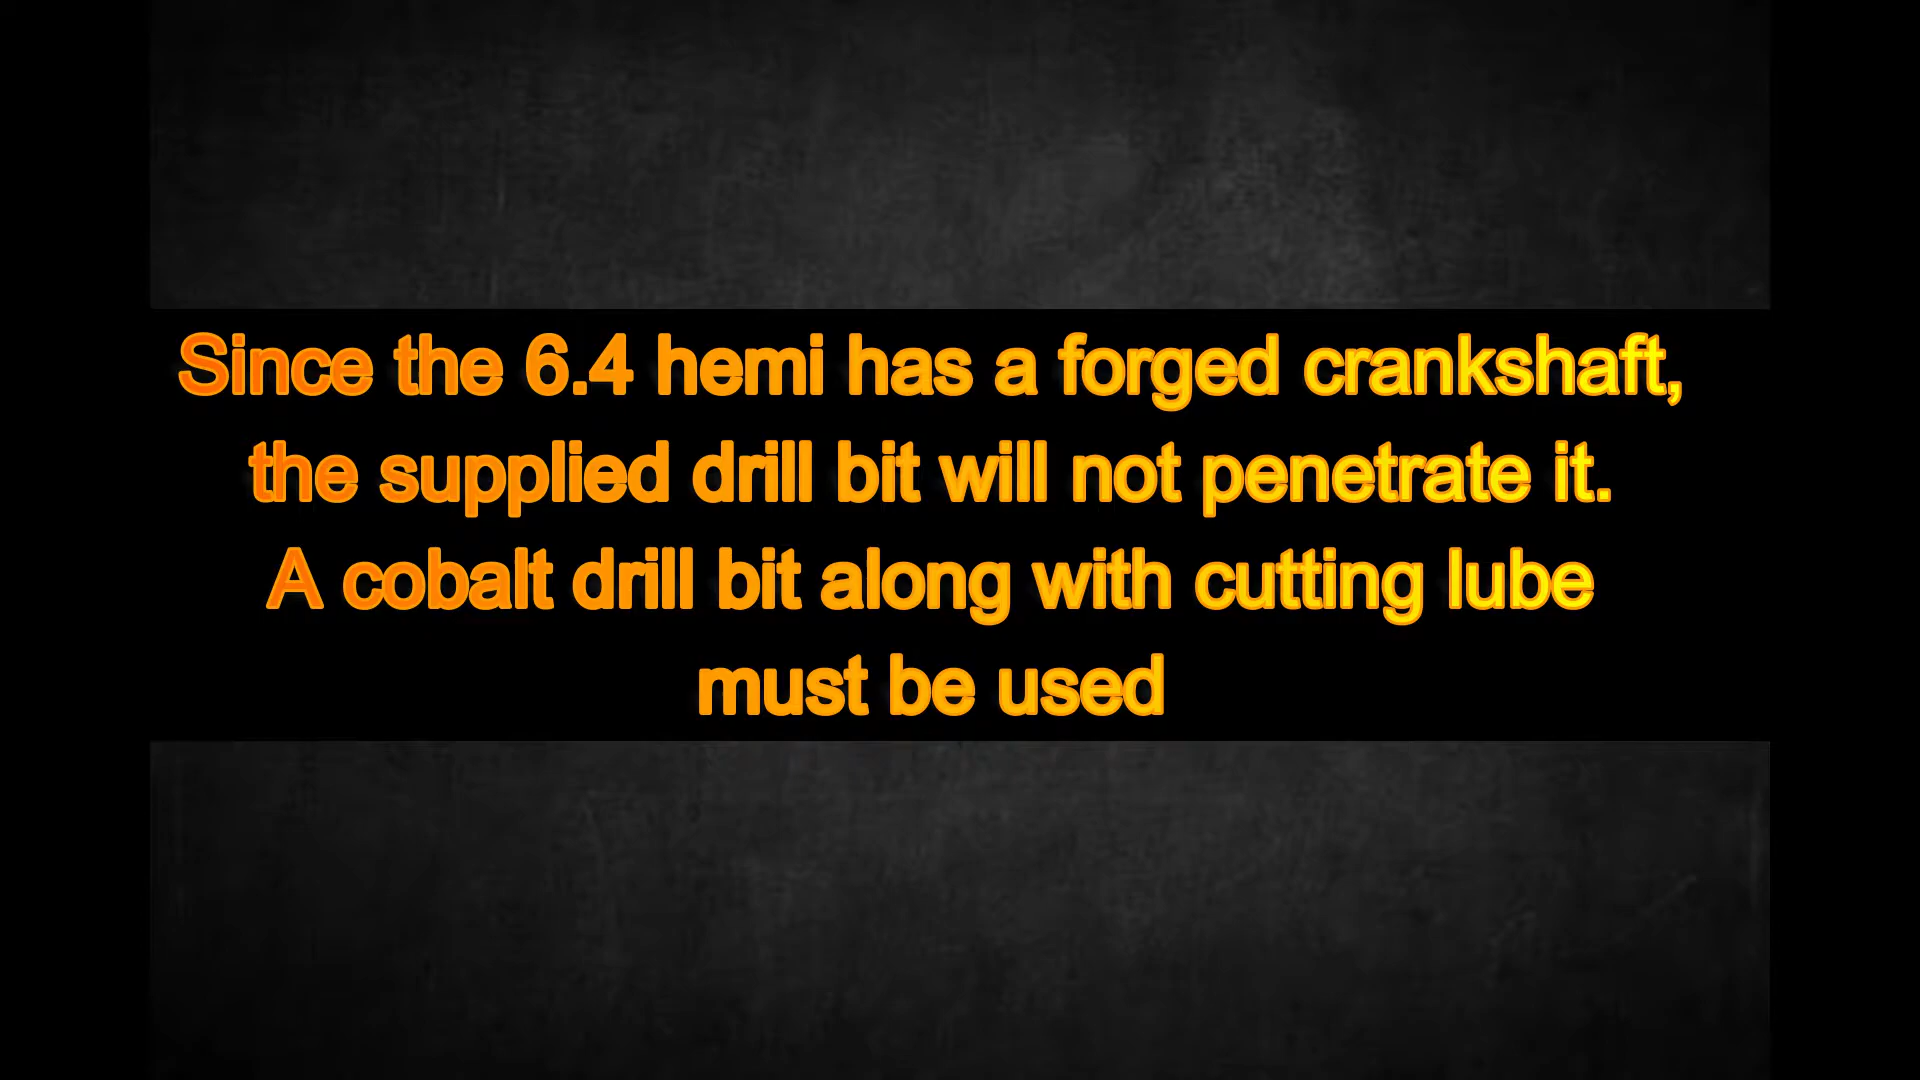 Since the 6.4 hemi has a forged crankshaft,
the supplied drill bit will not penetrate it.
A cobalt drill bit along with cutting lube
must be used